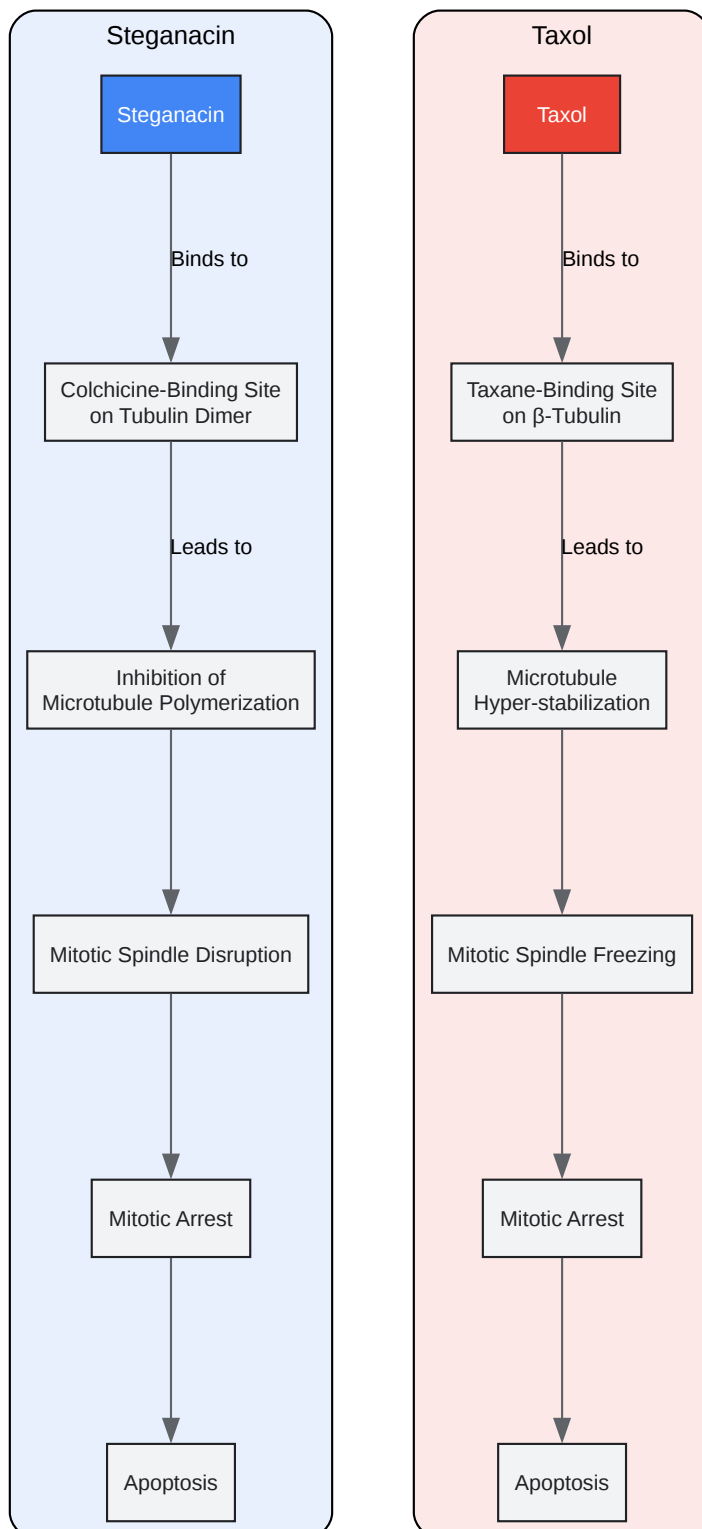 Steganacin
Steganacin
Binds to
Colchicine-Binding Site
on Tubulin Dimer
Leads to
Inhibition of
Microtubule Polymerization
Mitotic Spindle Disruption
Mitotic Arrest
Apoptosis
Taxol
Taxol
Binds to
Taxane-Binding Site
on β-Tubulin
Leads to
Microtubule
Hyper-stabilization
Mitotic Spindle Freezing
Mitotic Arrest
Apoptosis